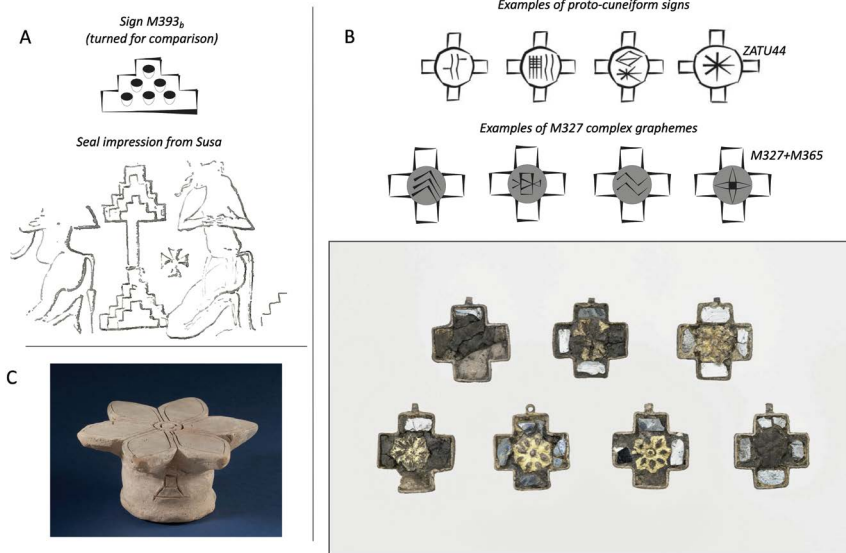 A
Sign M393b
(turned for comparison)
Seal impression from Susa
C
B
Examples of proto-cuneiform signs
ZATU44
Examples of M327 complex graphemes
M327+M365